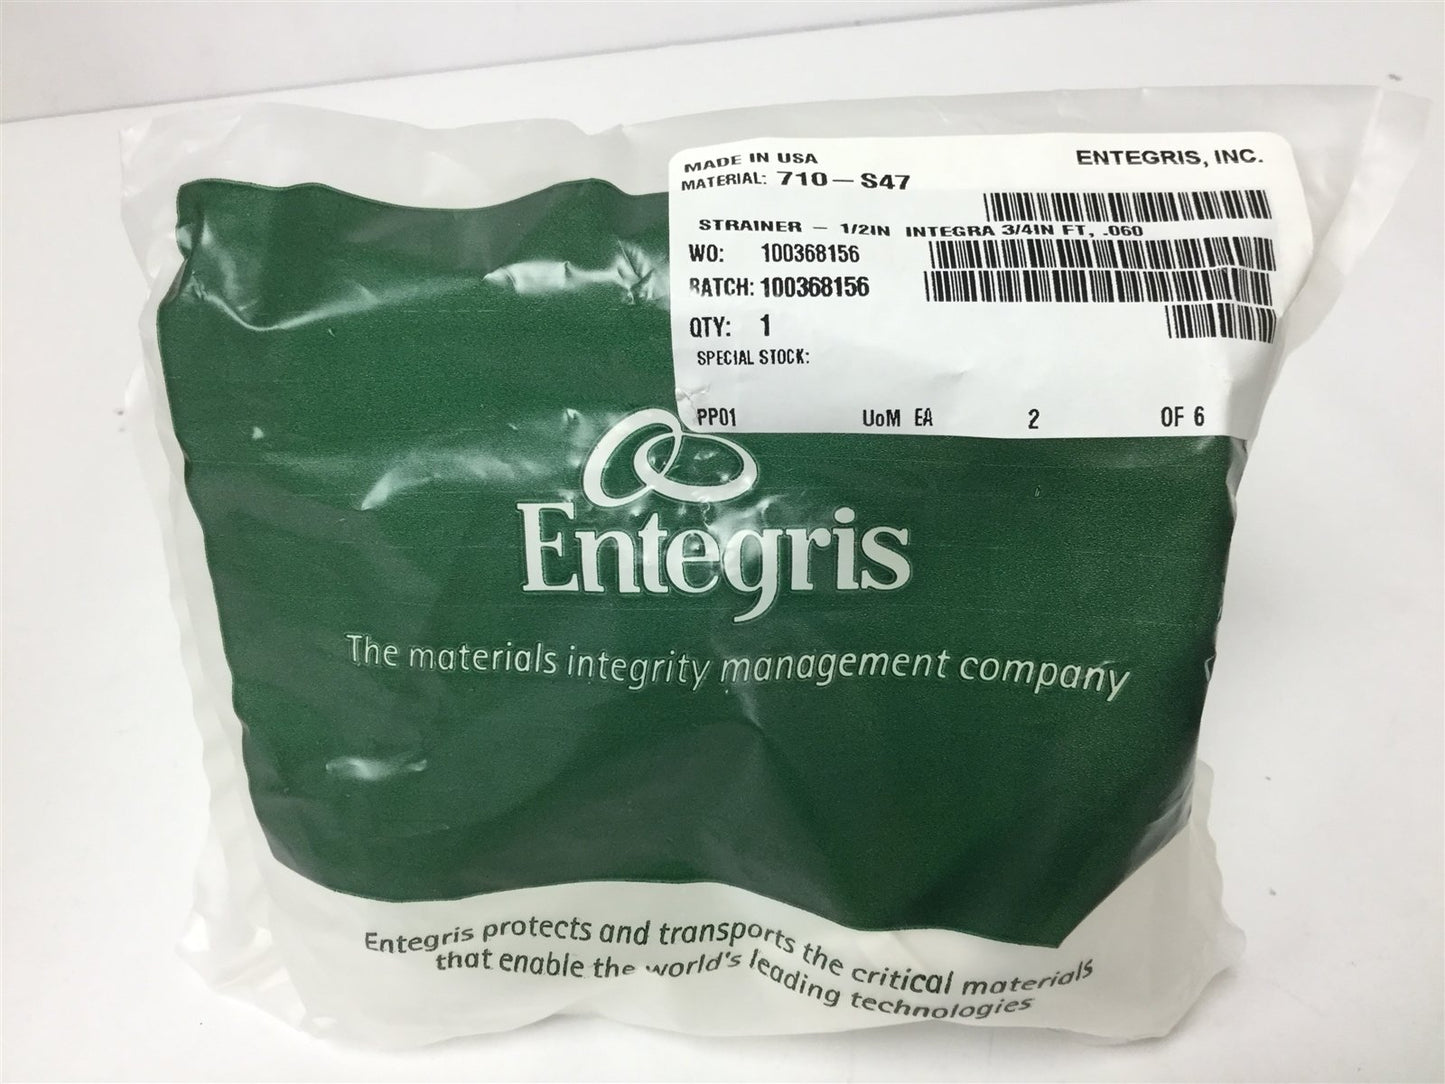 MADE IN USA
ENTEGRIS, INC.
MATERIAL: 710-S47
STRAINER - 1/2IN INTEGRA 3/4IN FT, .060
WO: 100368156
BATCH: 100368156
QTY: 1
SPECIAL STOCK:
PP01 UoM EA 2 OF 6
Entegris
The materials integrity management company
Entegris protects and transports the critical materials
that enable the world's leading technologies